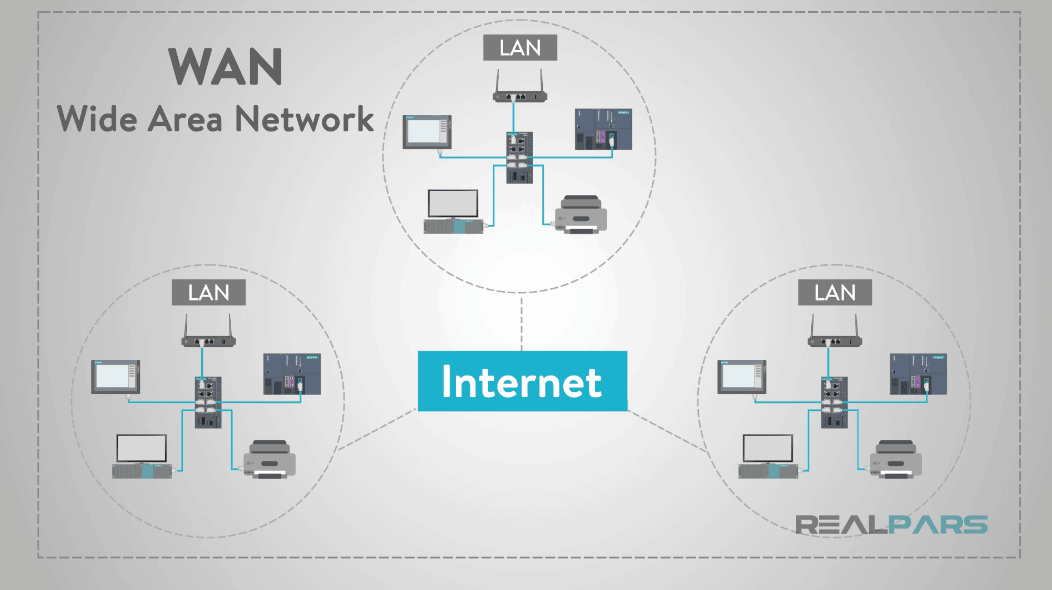 WAN
Wide Area Network
LAN
LAN
LAN
Internet
REALPARS